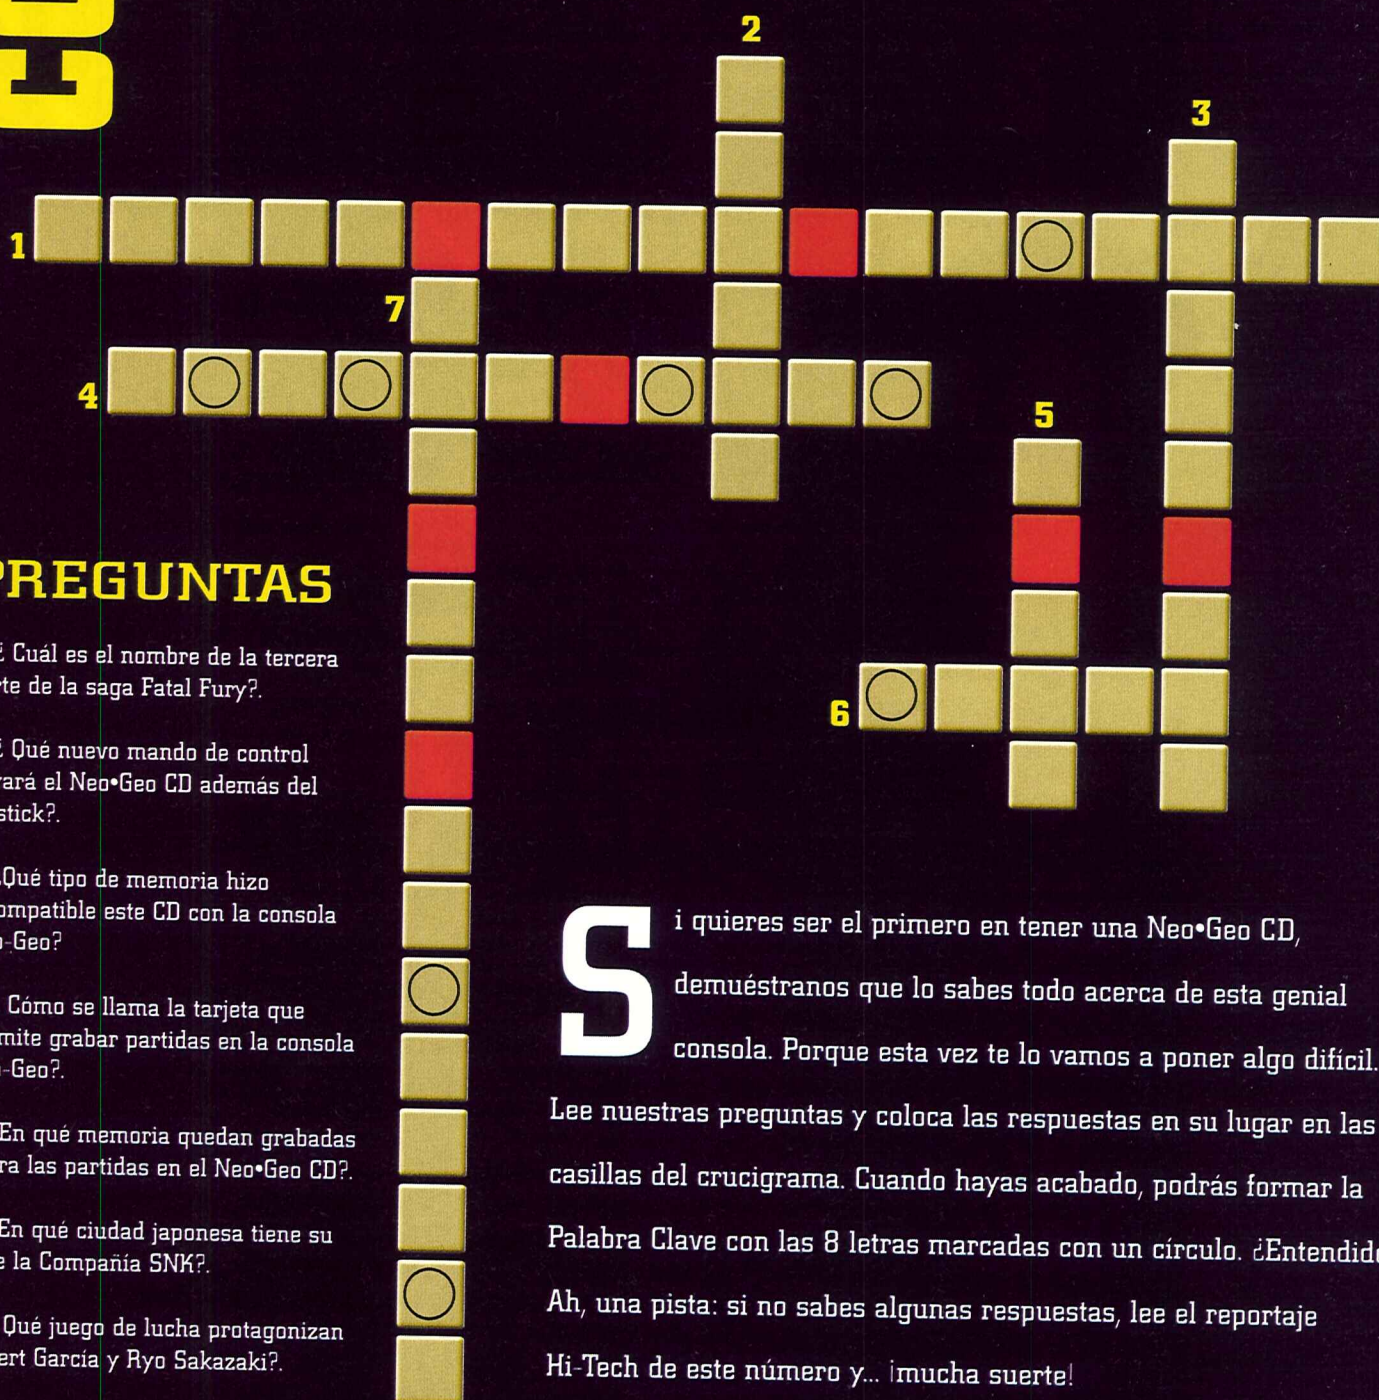 2
3
1
7
4
5
6
PREGUNTAS
¿ Cuál es el nombre de la tercera
te de la saga Fatal Fury?.
¿ Qué nuevo mando de control
ará el Neo•Geo CD además del
stick?.
¿Qué tipo de memoria hizo
ompatible este CD con la consola
o-Geo?
Cómo se llama la tarjeta que
mite grabar partidas en la consola
-Geo?.
En qué memoria quedan grabadas
ra las partidas en el Neo•Geo CD?.
En qué ciudad japonesa tiene su
e la Compañía SNK?.
Qué juego de lucha protagonizan
ert García y Ryo Sakazaki?.
Si quieres ser el primero en tener una Neo•Geo CD,
demuéstranos que lo sabes todo acerca de esta genial
consola. Porque esta vez te lo vamos a poner algo difícil.
Lee nuestras preguntas y coloca las respuestas en su lugar en las
casillas del crucigrama. Cuando hayas acabado, podrás formar la
Palabra Clave con las 8 letras marcadas con un círculo. ¿Entendido
Ah, una pista: si no sabes algunas respuestas, lee el reportaje
Hi-Tech de este número y... ¡mucha suerte!